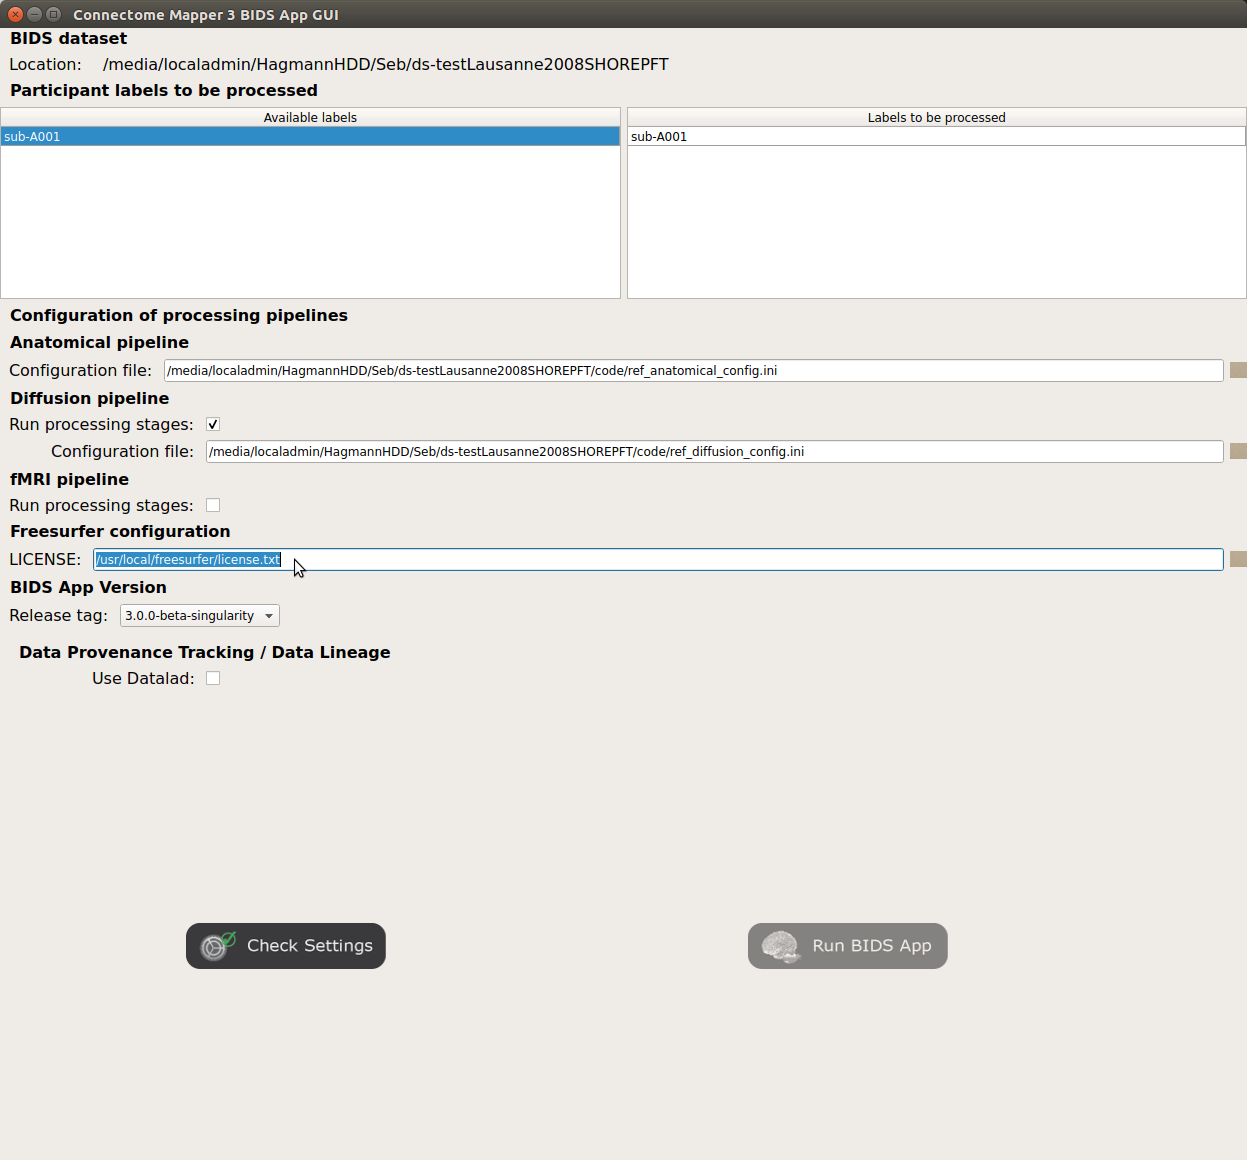 Connectome Mapper 3 BIDS App GUI
BIDS dataset
Location: /media/localadmin/HagmannHDD/Seb/ds-testLausanne2008SHOREPFT
Participant labels to be processed
Available labels
Labels to be processed
sub-A001
sub-A001
Configuration of processing pipelines
Anatomical pipeline
Configuration file: /media/localadmin/HagmannHDD/Seb/ds-testLausanne2008SHOREPFT/code/ref_anatomical_config.ini
Diffusion pipeline
Run processing stages:
Configuration file: /media/localadmin/HagmannHDD/Seb/ds-testLausanne2008SHOREPFT/code/ref_diffusion_config.ini
fMRI pipeline
Run processing stages:
Freesurfer configuration
LICENSE: /usr/local/freesurfer/license.txt
BIDS App Version
Release tag: 3.0.0-beta-singularity
Data Provenance Tracking / Data Lineage
Use Datalad:
Check Settings
Run BIDS App